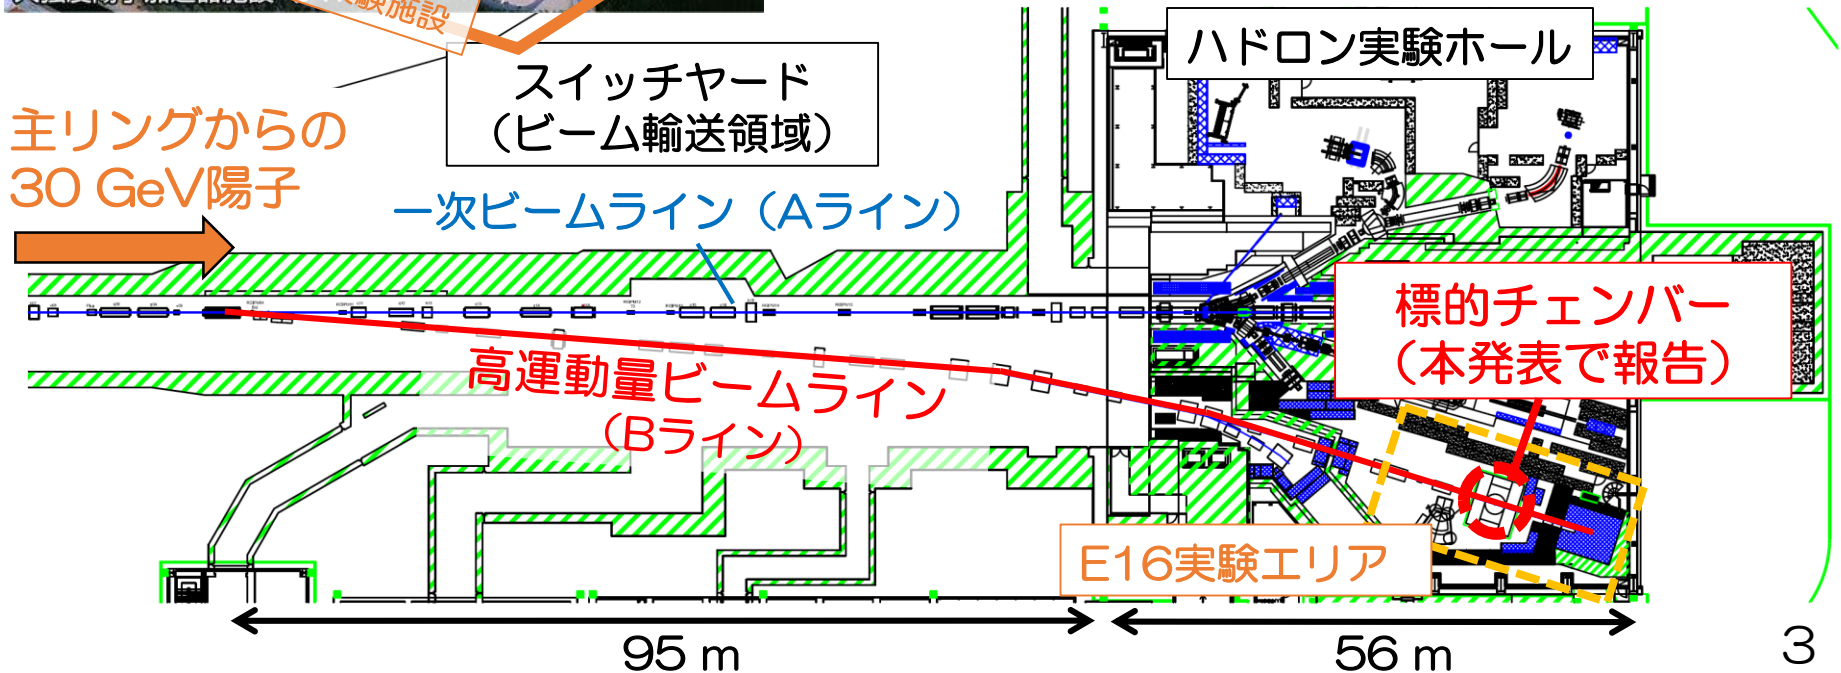 験施設
スイッチヤード
（ビーム輸送領域）
ハドロン実験ホール
主リングからの
30 GeV陽子
一次ビームライン（Aライン）
標的チェンバー
（本発表で報告）
高運動量ビームライン
（Bライン）
E16実験エリア
95 m
56 m
3